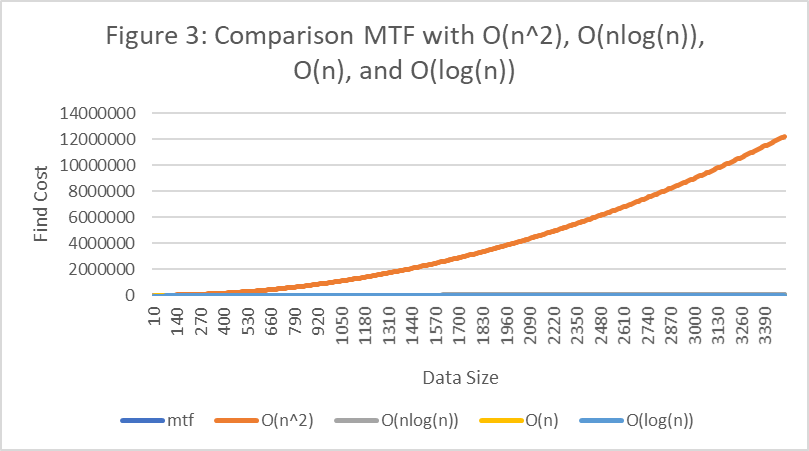 Figure 3: Comparison MTF with O(n^2), O(nlog(n)),
O(n), and O(log(n))
14000000
12000000
10000000
8000000
6000000
4000000
2000000
0
Find Cost
10 140 270 400 530 660 790 920 1050 1180 1310 1440 1570 1700 1830 1960 2090 2220 2350 2480 2610 2740 2870 3000 3130 3260 3390
Data Size
mtf O(n^2) O(nlog(n)) O(n) O(log(n))